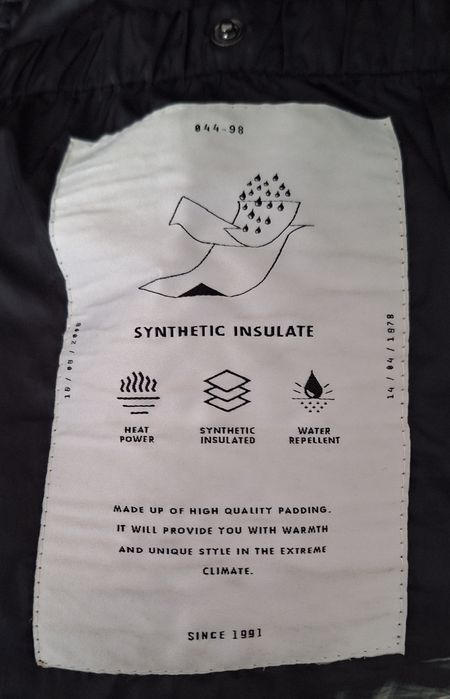 044-98
SYNTHETIC INSULATE
14 / 04 / 1978
HEAT
POWER
SYNTHETIC
INSULATED
WATER
REPELLENT
MADE UP OF HIGH QUALITY PADDING.
IT WILL PROVIDE YOU WITH WARMTH
AND UNIQUE STYLE IN THE EXTREME
CLIMATE.
SINCE 1991